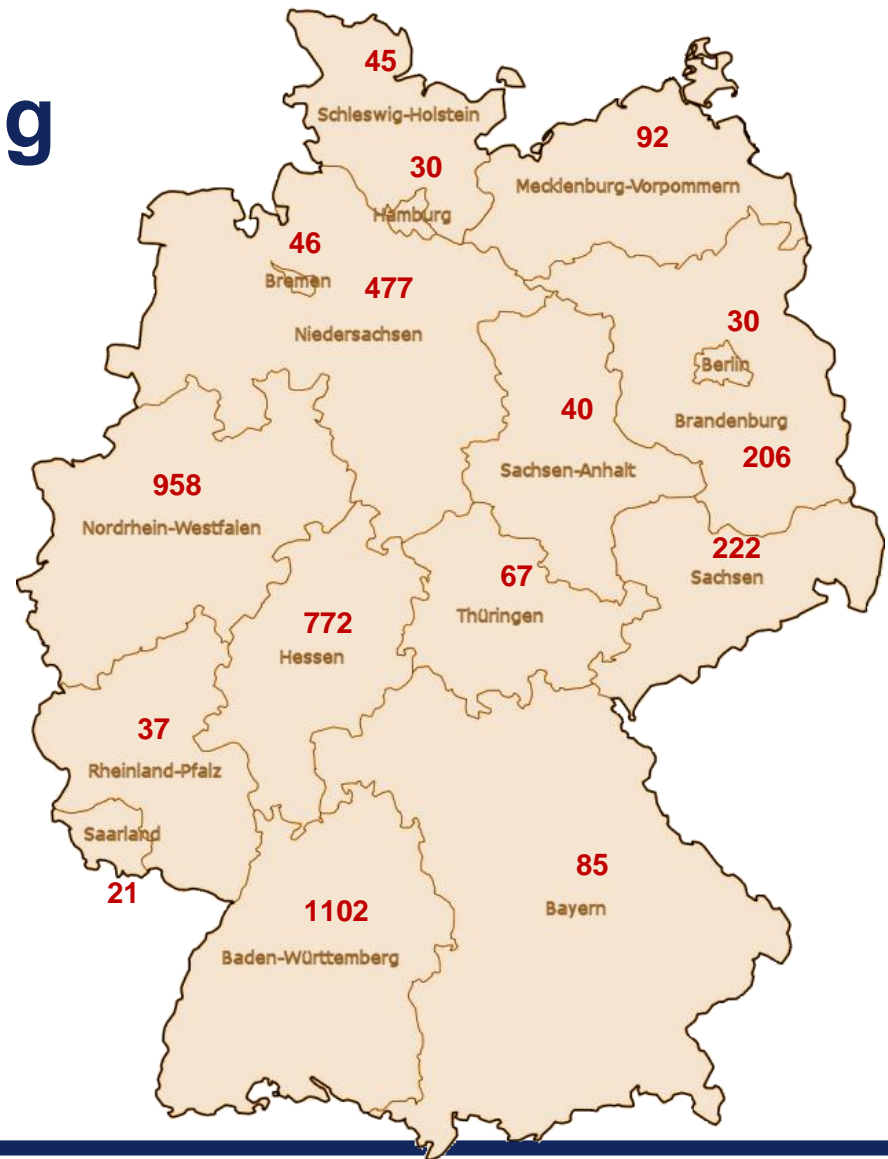 g
45
Schleswig-Holstein
92
30
Mecklenburg-Vorpommern
Hamburg
46
Bremen
477
Niedersachsen
30
Berlin
40
Brandenburg
Sachsen-Anhalt
206
958
Nordrhein-Westfalen
222
Sachsen
67
Thüringen
772
Hessen
37
Rheinland-Pfalz
Saarland
21
85
Bayern
1102
Baden-Württemberg